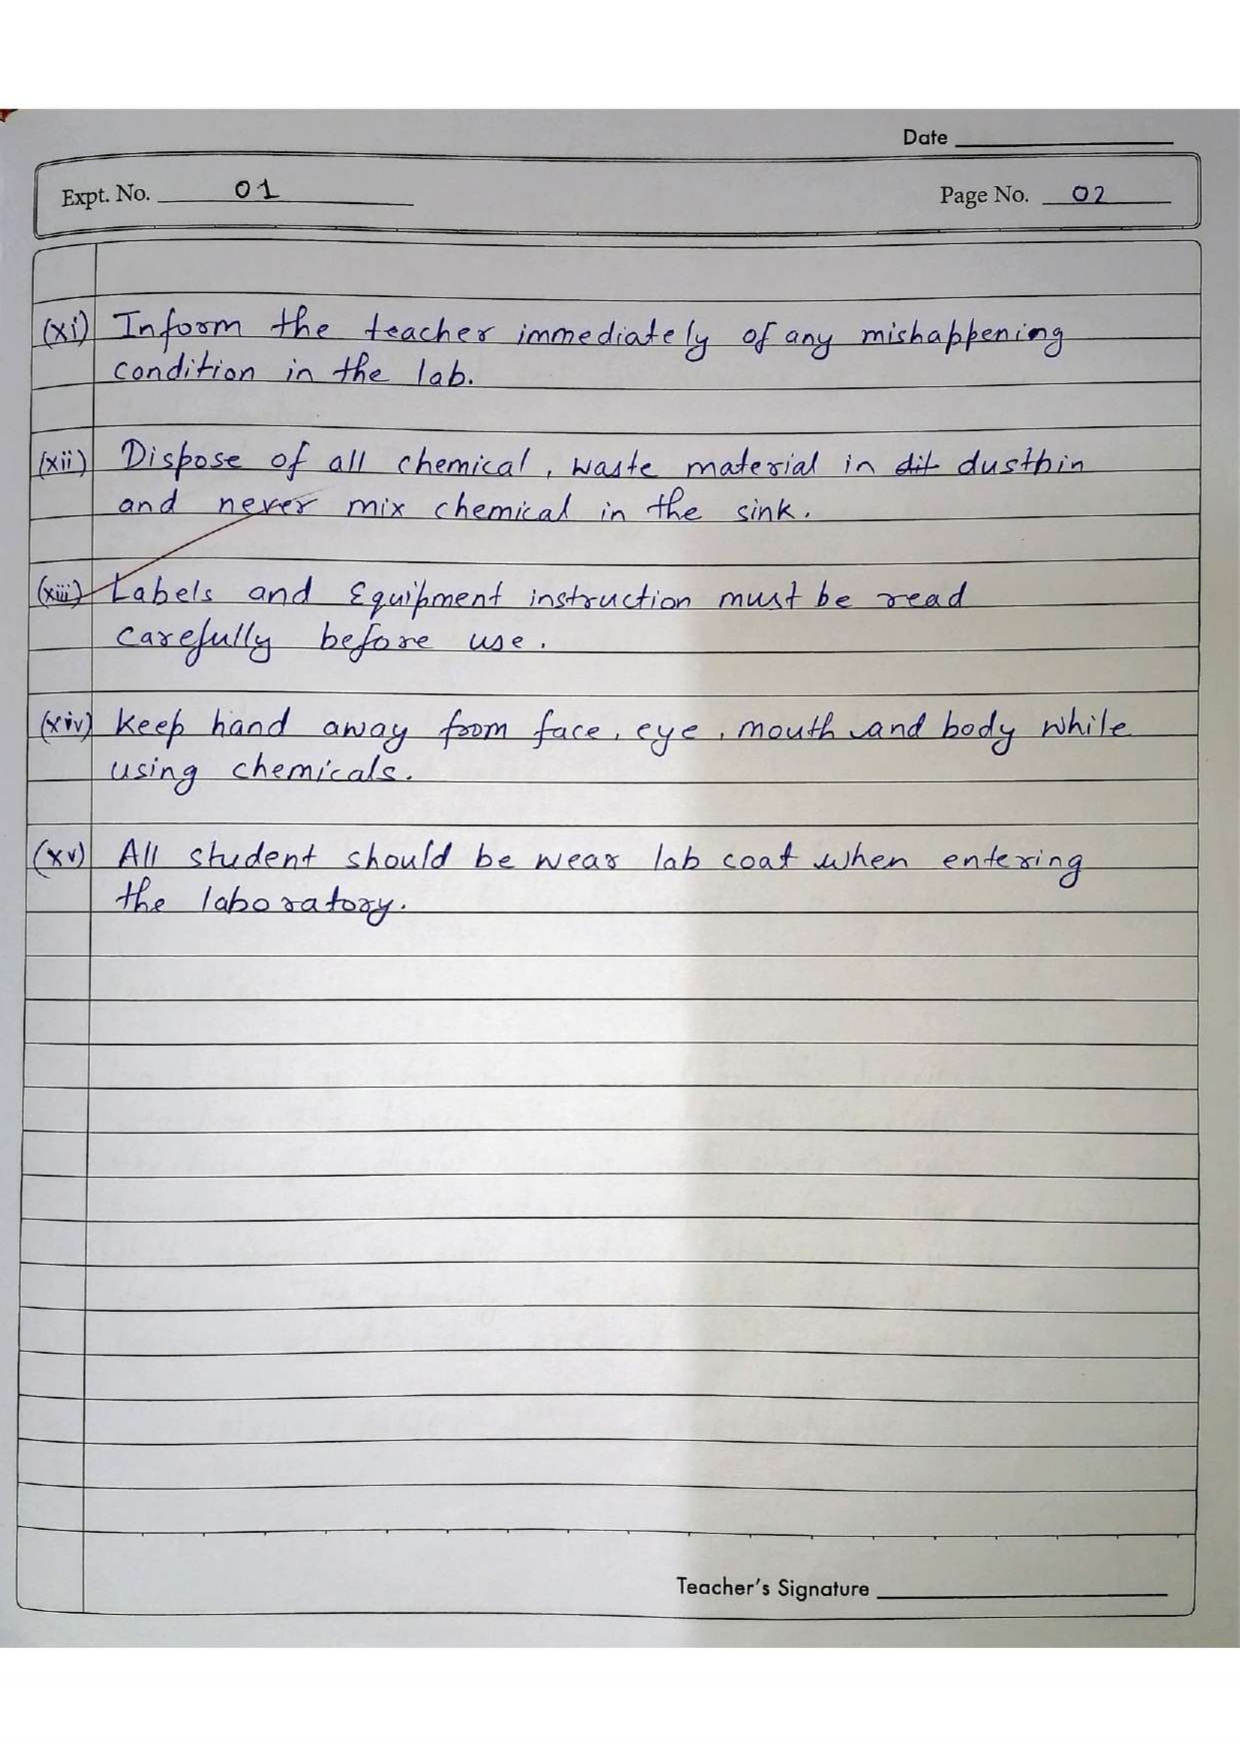 Date
Expt. No. 01
Page No. 02
(xi) Inform the teacher immediately of any mishappening
condition in the lab.
(xii) Dispose of all chemical, waste material in dit dustbin
and never mix chemical in the sink.
(xiii) Labels and Equipment instruction must be read
carefully before use.
(xiv) keep hand away from face, eye, mouth and body while
using chemicals.
(xv) All student should be wear lab coat when entering
the laboratory.
Teacher's Signature